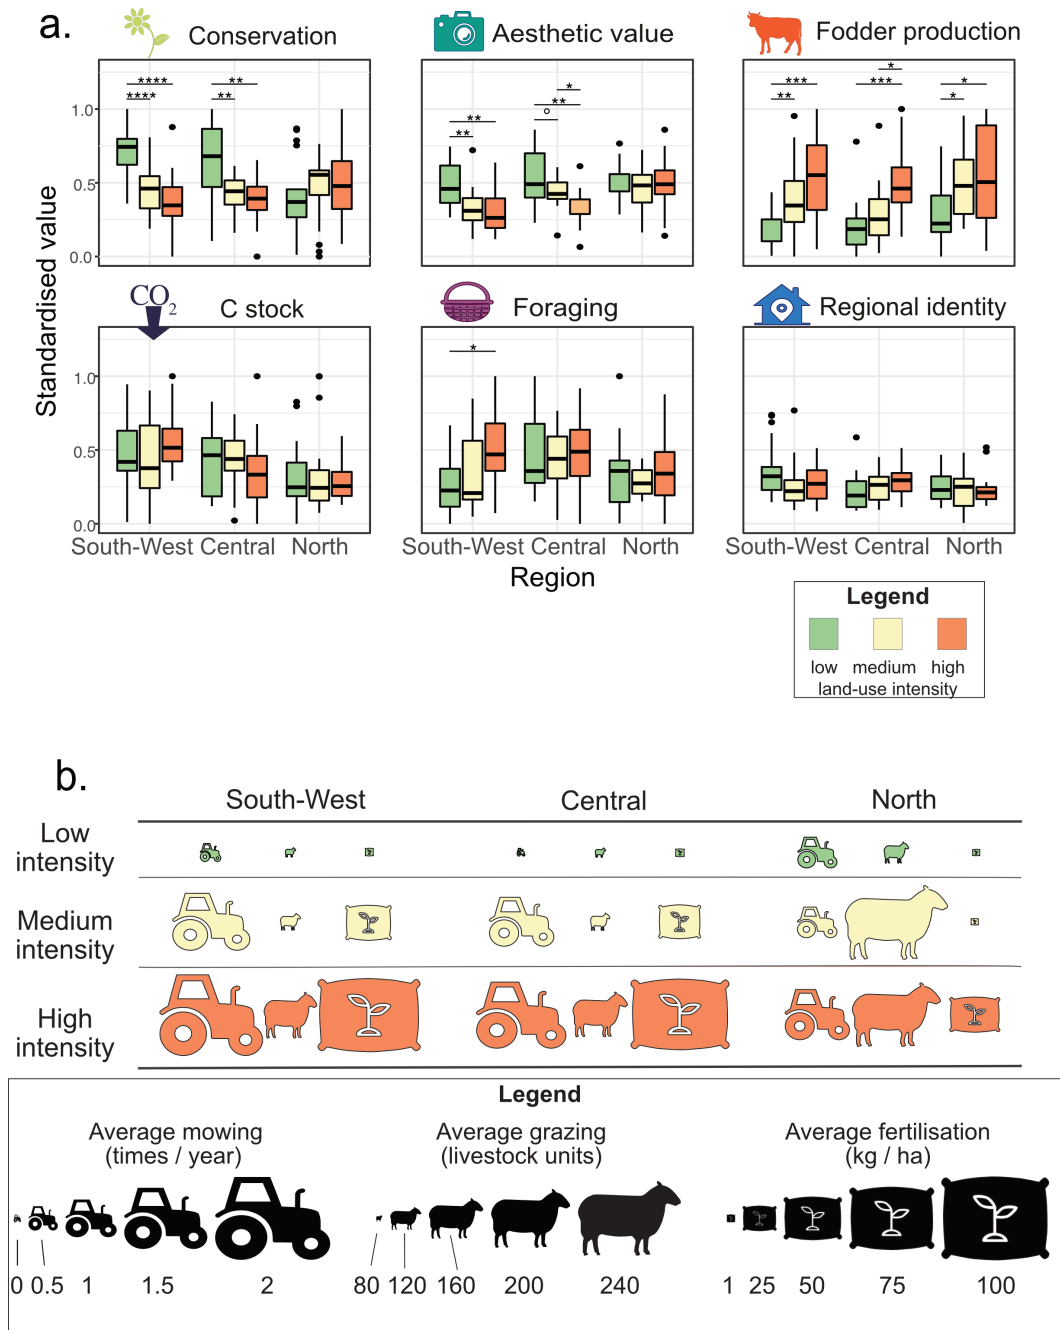 a.
Conservation
Aesthetic value
Fodder production
Standardised value
1.0
0.5
0.0
**** 
****
**
**
**
**
*
**
°
***
**
*
***
*
*
CO2
C stock
Foraging
Regional identity
Standardised value
1.0
0.5
0.0
*
South-West Central North
South-West Central North
South-West Central North
Region
Legend
low medium high
land-use intensity
b.
South-West Central North
Low
intensity
Medium
intensity
High
intensity
Legend
Average mowing
(times / year)
0 0.5 1 1.5 2
Average grazing
(livestock units)
80 120 160 200 240
Average fertilisation
(kg / ha)
1 25 50 75 100